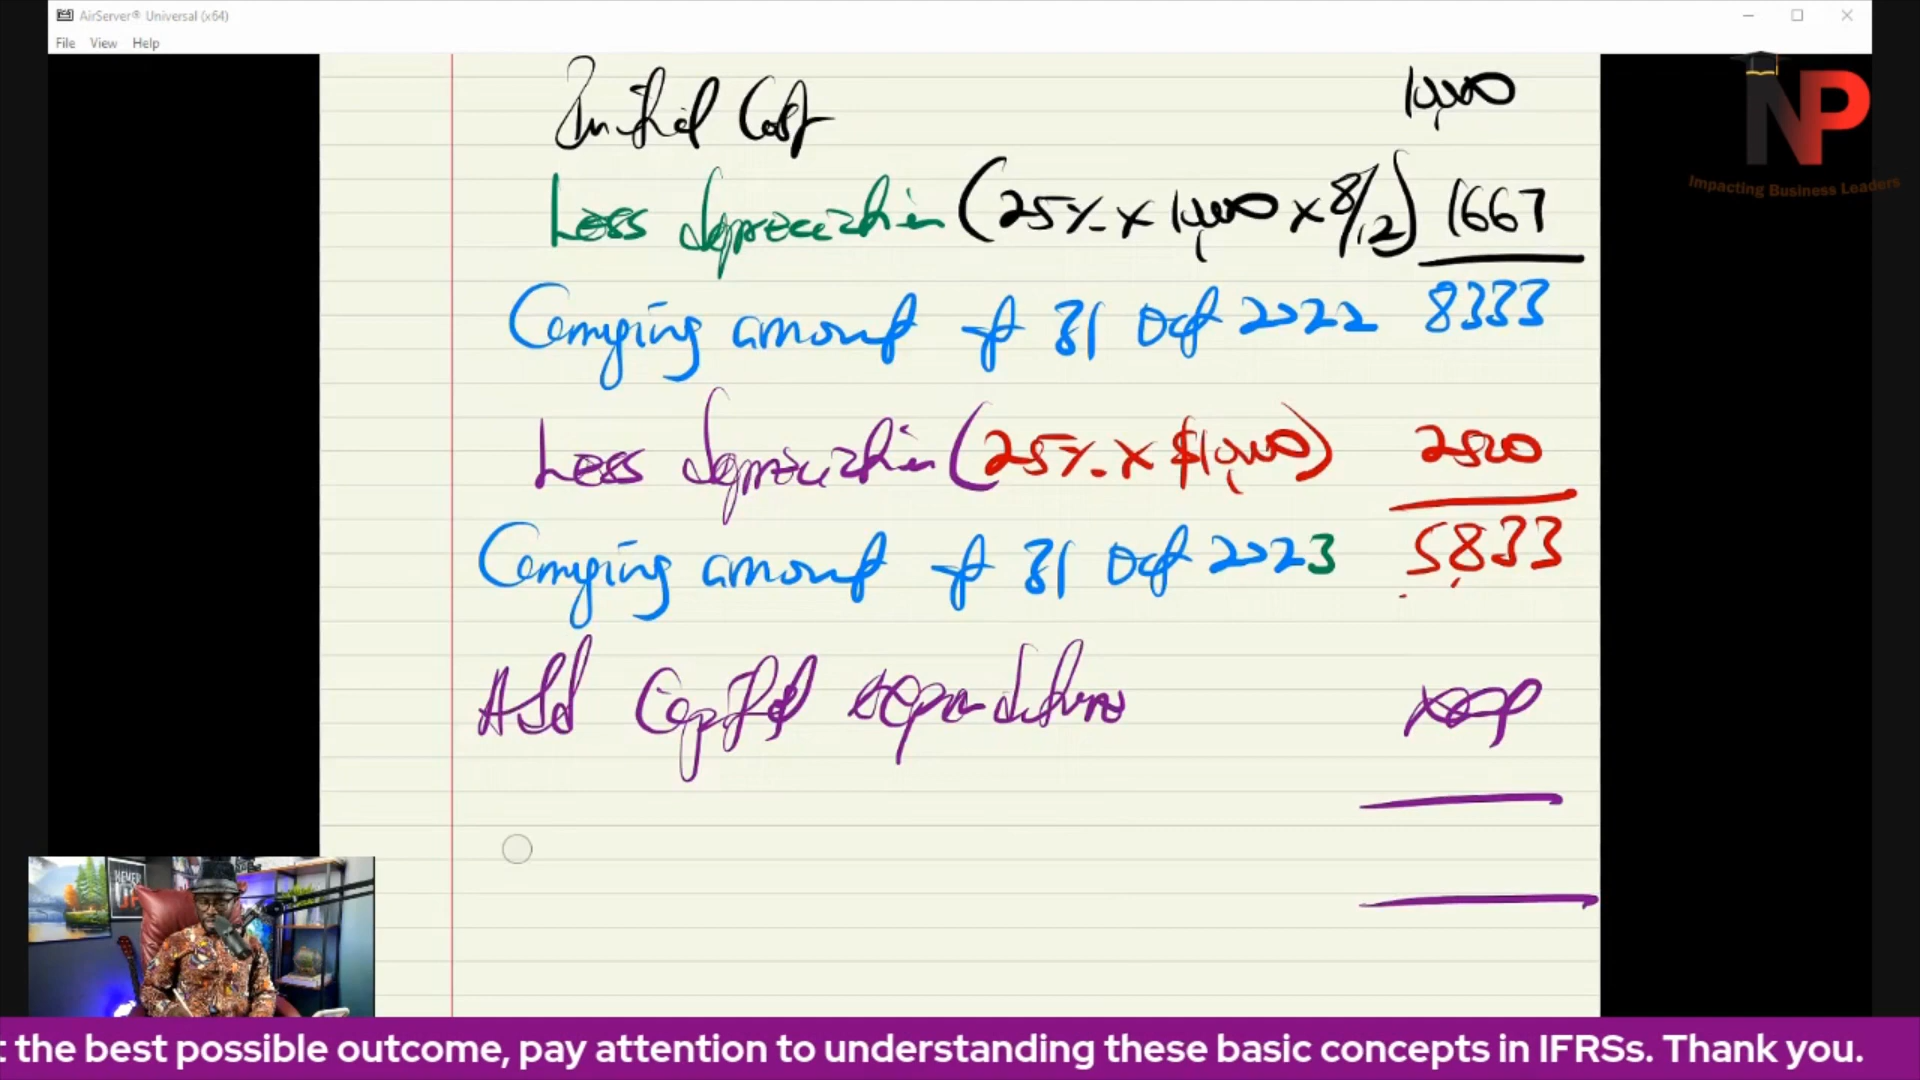 AirServer® Universal (x64)
File View Help
Initial Cost 10,000
NP
Impacting Business Leaders
Less depreciation (25% x 10,000 x 8/12) 1667
Carrying amount at 31 Oct 2022 8333
Less depreciation (25% x $10,000) 2500
Carrying amount at 31 Oct 2023 5833
Add Capital expenditure xxx
NEVER
t the best possible outcome, pay attention to understanding these basic concepts in IFRSs. Thank you.